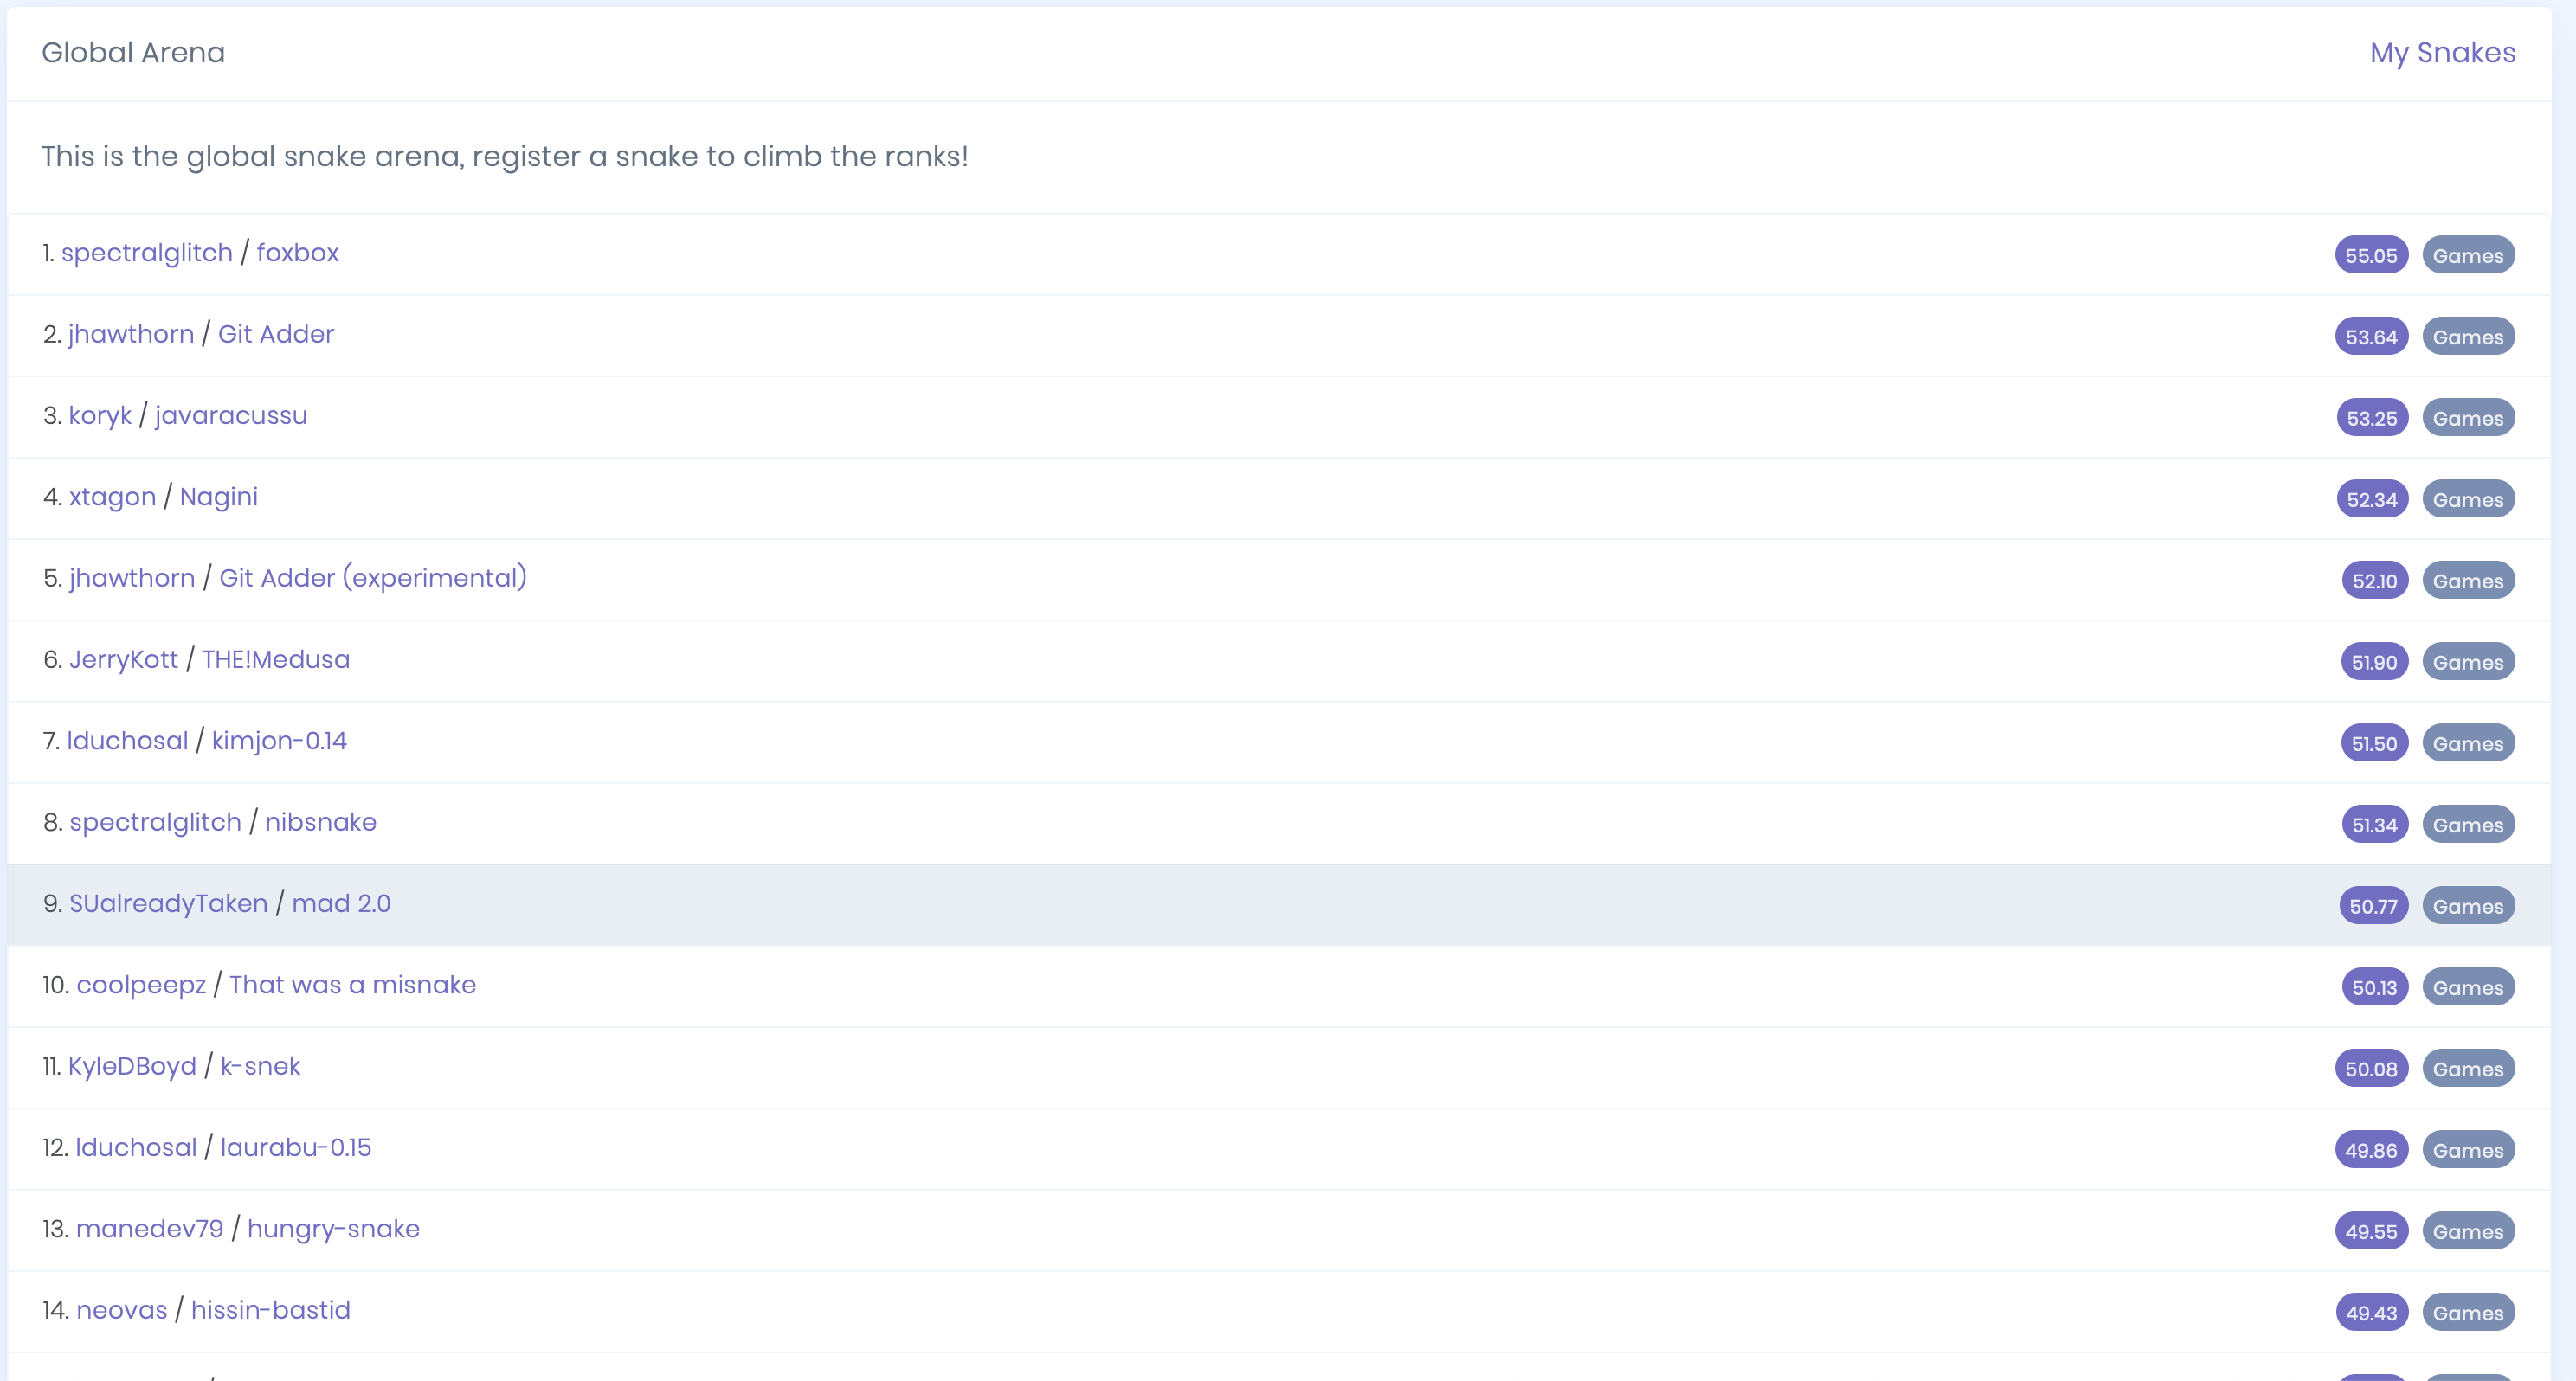 Global Arena My Snakes
This is the global snake arena, register a snake to climb the ranks!
1. spectralglitch / foxbox 55.05 Games
2. jhawthorn / Git Adder 53.64 Games
3. koryk / javaracussu 53.25 Games
4. xtagon / Nagini 52.34 Games
5. jhawthorn / Git Adder (experimental) 52.10 Games
6. JerryKott / THE!Medusa 51.90 Games
7. lduchosal / kimjon-0.14 51.50 Games
8. spectralglitch / nibsnake 51.34 Games
9. SUalreadyTaken / mad 2.0 50.77 Games
10. coolpeepz / That was a misnake 50.13 Games
11. KyleDBoyd / k-snek 50.08 Games
12. lduchosal / laurabu-0.15 49.86 Games
13. manedev79 / hungry-snake 49.55 Games
14. neovas / hissin-bastid 49.43 Games